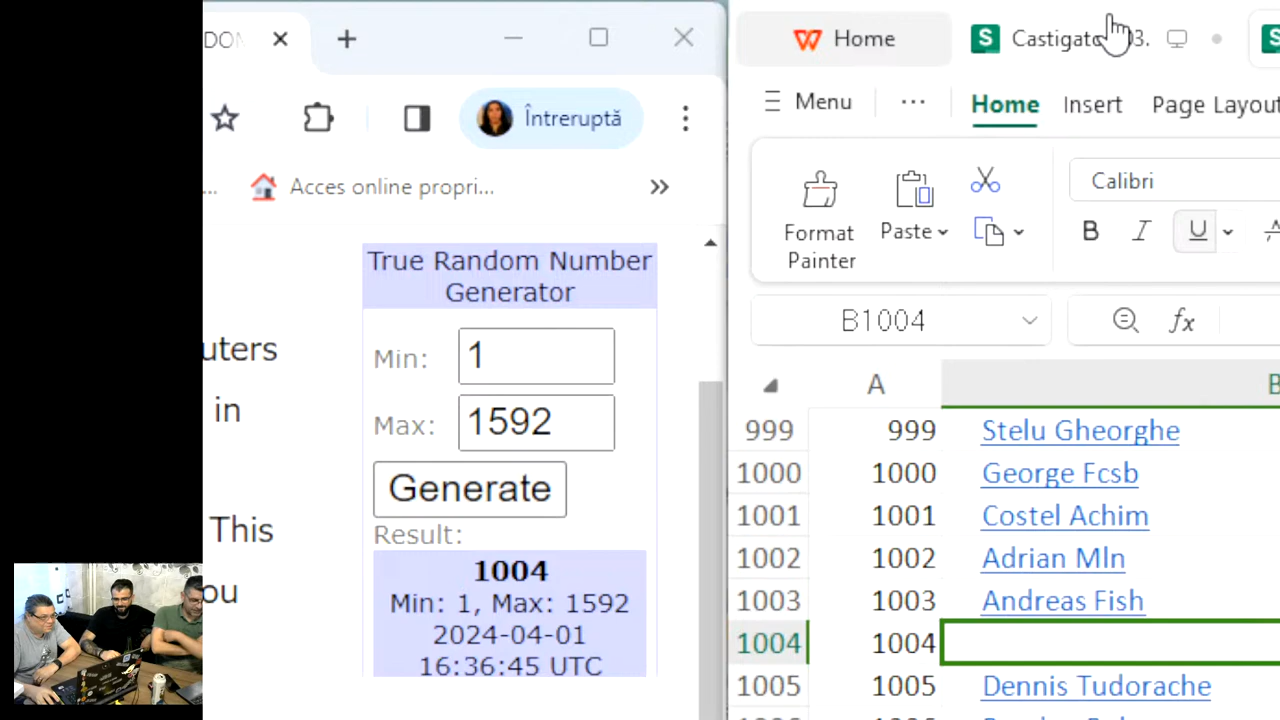 Întreruptă
Acces online propri...
True Random Number
Generator
Min: 1
Max: 1592
Generate
Result:
1004
Min: 1, Max: 1592
2024-04-01
16:36:45 UTC
uters
in
This
ou
Home
Menu
...
Home Insert Page Layout
Format
Painter
Paste
Calibri
B I U
B1004
fx
A B
999 999 Stelu Gheorghe
1000 1000 George Fcsb
1001 1001 Costel Achim
1002 1002 Adrian Mln
1003 1003 Andreas Fish
1004 1004
1005 1005 Dennis Tudorache